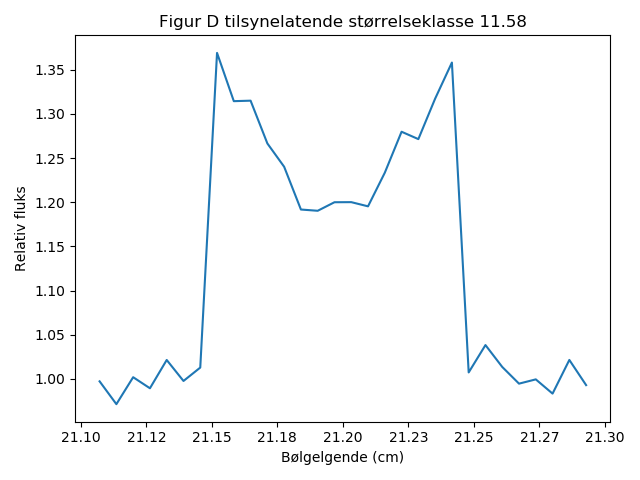 Figur D tilsynelatende størrelseklasse 11.58
Relativ fluks
1.35
1.30
1.25
1.20
1.15
1.10
1.05
1.00
21.10 21.12 21.15 21.18 21.20 21.23 21.25 21.27 21.30
Bølgelgende (cm)